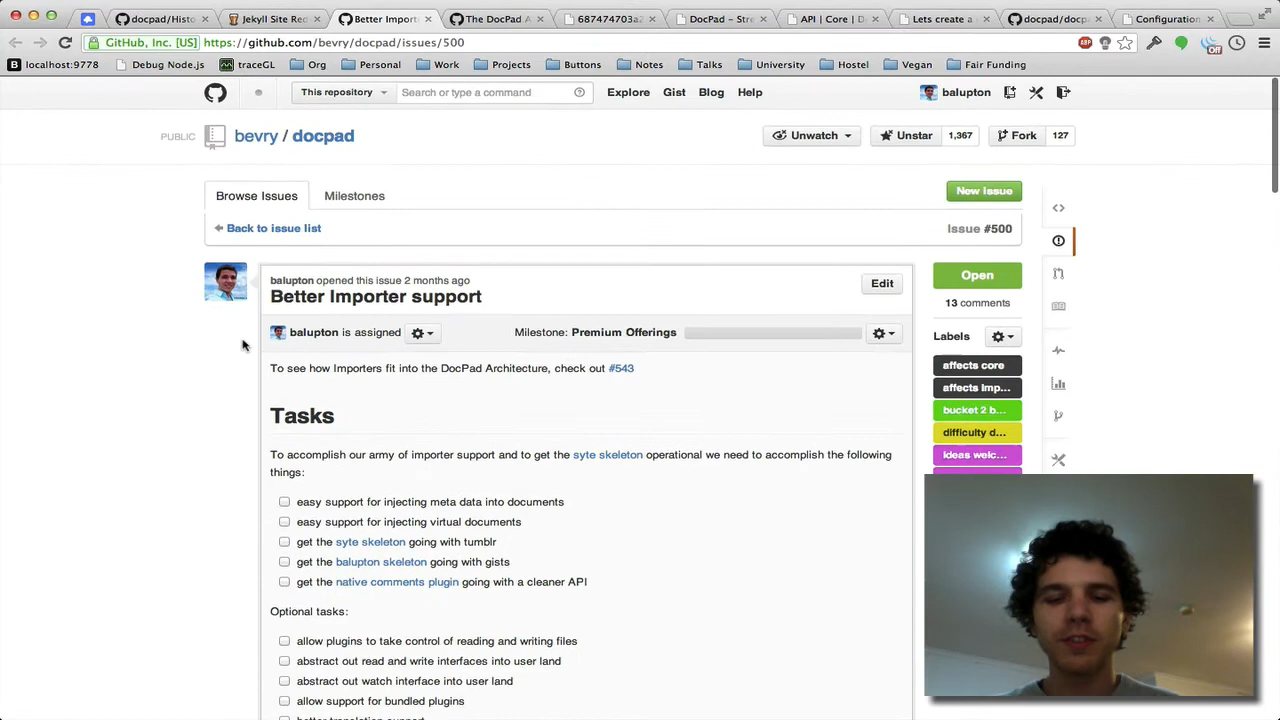 docpad/Histo
Jekyll Site Red
Better Import
The DocPad A
687474703a2
DocPad – Stre
API | Core | D
Lets create a
docpad/docp
Configuration
GitHub, Inc. [US]
https://github.com/bevry/docpad/issues/500
ABP
Off
localhost:9778
Debug Node.js
traceGL
Org
Personal
Work
Projects
Buttons
Notes
Talks
University
Hostel
Vegan
Fair Funding
This repository
Search or type a command
Explore
Gist
Blog
Help
balupton
PUBLIC
bevry / docpad
Unwatch
Unstar
1,367
Fork
127
Browse Issues
Milestones
New Issue
Back to issue list
Issue #500
balupton opened this issue 2 months ago
Better Importer support
Edit
Open
13 comments
balupton is assigned
Milestone: Premium Offerings
Labels
To see how Importers fit into the DocPad Architecture, check out #543
affects core
affects imp...
bucket 2 b...
difficulty d...
ideas welc...
Tasks
To accomplish our army of importer support and to get the syte skeleton operational we need to accomplish the following
things:
easy support for injecting meta data into documents
easy support for injecting virtual documents
get the syte skeleton going with tumblr
get the balupton skeleton going with gists
get the native comments plugin going with a cleaner API
Optional tasks:
allow plugins to take control of reading and writing files
abstract out read and write interfaces into user land
abstract out watch interface into user land
allow support for bundled plugins
better translation support